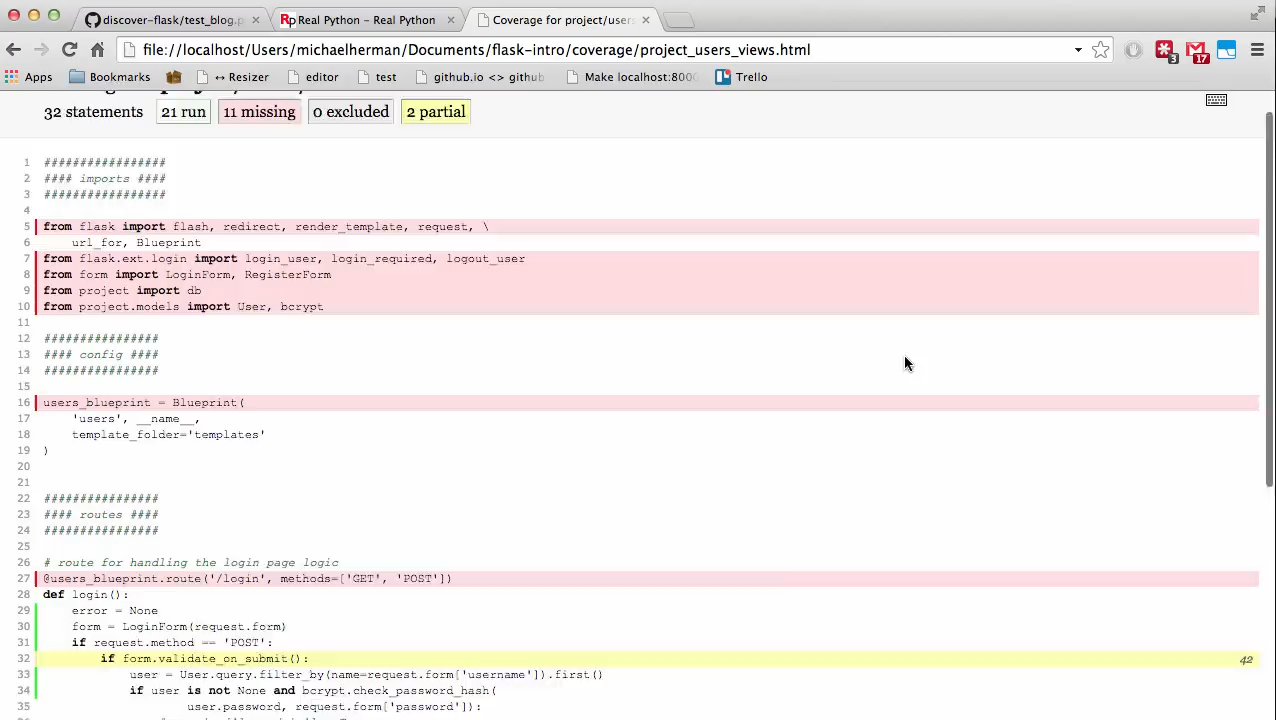 discover-flask/test_blog.p
Real Python - Real Python
Coverage for project/users
file://localhost/Users/michaelherman/Documents/flask-intro/coverage/project_users_views.html
3
17
Apps
Bookmarks
↔ Resizer
editor
test
github.io <> github
Make localhost:8000
Trello
32 statements 21 run 11 missing 0 excluded 2 partial
1 #################
2 #### imports ####
3 #################
4
5 from flask import flash, redirect, render_template, request, \
6 url_for, Blueprint
7 from flask.ext.login import login_user, login_required, logout_user
8 from form import LoginForm, RegisterForm
9 from project import db
10 from project.models import User, bcrypt
11
12 ################
13 #### config ####
14 ################
15
16 users_blueprint = Blueprint(
17 'users', __name__,
18 template_folder='templates'
19 )
20
21
22 ################
23 #### routes ####
24 ################
25
26 # route for handling the login page logic
27 @users_blueprint.route('/login', methods=['GET', 'POST'])
28 def login():
29 error = None
30 form = LoginForm(request.form)
31 if request.method == 'POST':
32 if form.validate_on_submit(): 42
33 user = User.query.filter_by(name=request.form['username']).first()
34 if user is not None and bcrypt.check_password_hash(
35 user.password, request.form['password']):